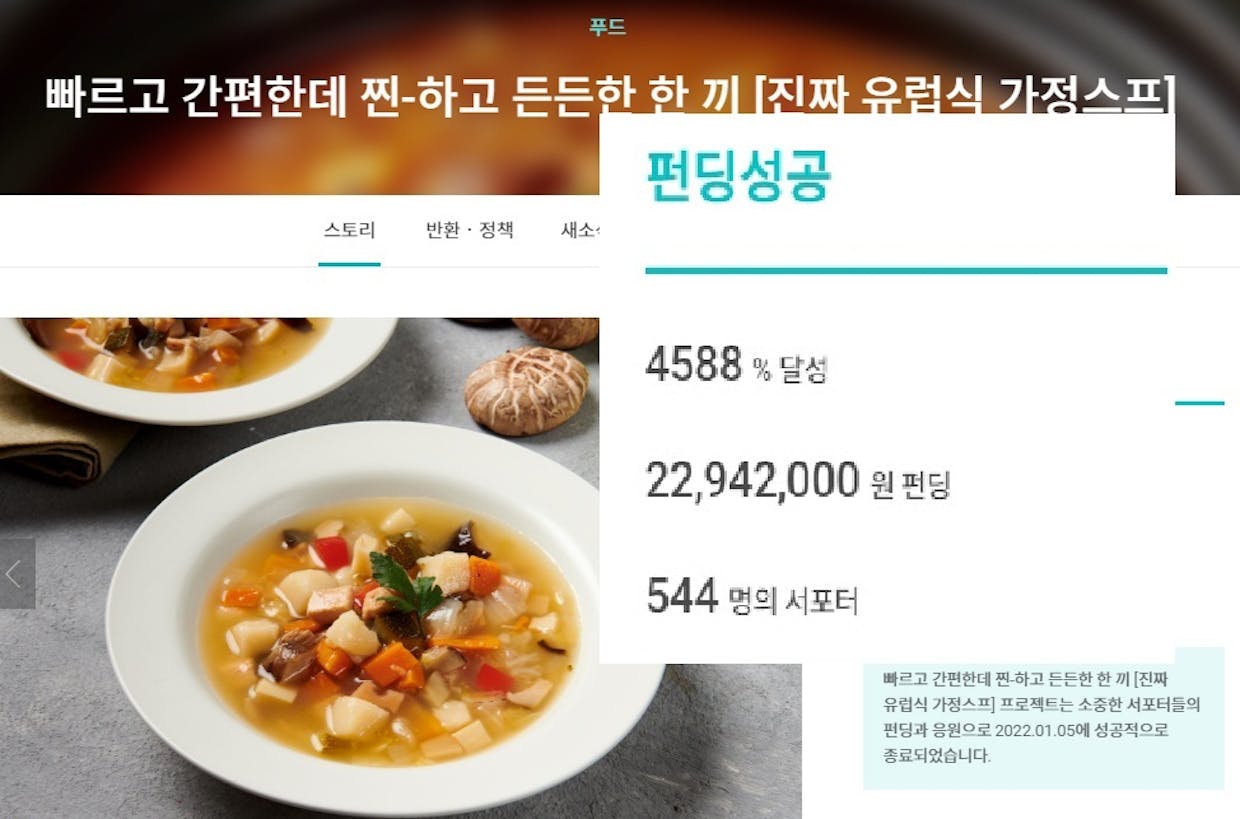 푸드
빠르고 간편한데 찐-하고 든든한 한 끼 [진짜 유럽식 가정스프]
펀딩성공
스토리
반환·정책
4588 % 달성
22,942,000 원 펀딩
544 명의 서포터
빠르고 간편한데 찐-하고 든든한 한 끼 [진짜
유럽식 가정스프] 프로젝트는 소중한 서포터들의
펀딩과 응원으로 2022.01.05에 성공적으로
종료되었습니다.